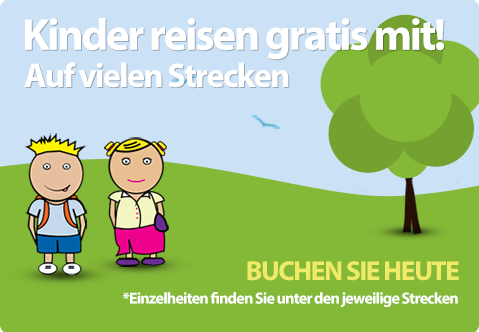 Kinder reisen gratis mit!
Auf vielen Strecken
BUCHEN SIE HEUTE
*Einzelheiten finden Sie unter den jeweilige Strecken